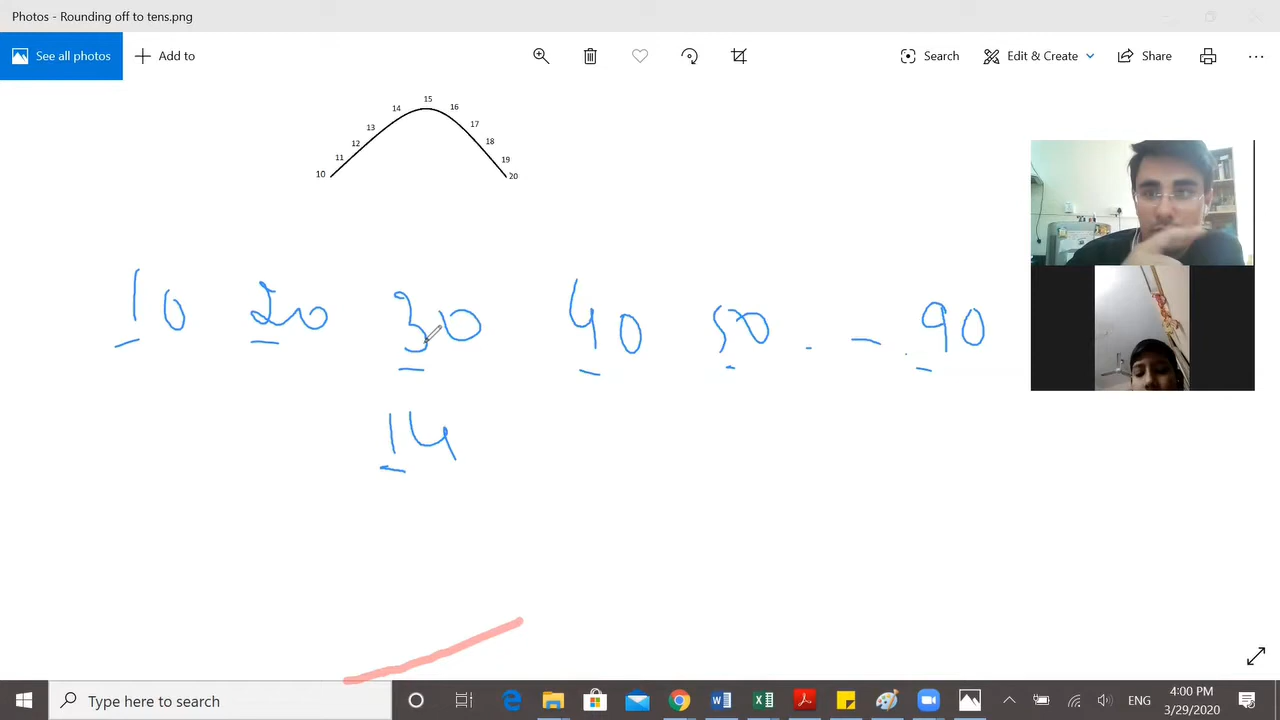 Photos - Rounding off to tens.png
See all photos
Add to
Search
Edit & Create
Share
15
14 16
13 17
12 18
11 19
10 20
10 20 30 40 50 . - 90
14
Type here to search
ENG
4:00 PM
3/29/2020